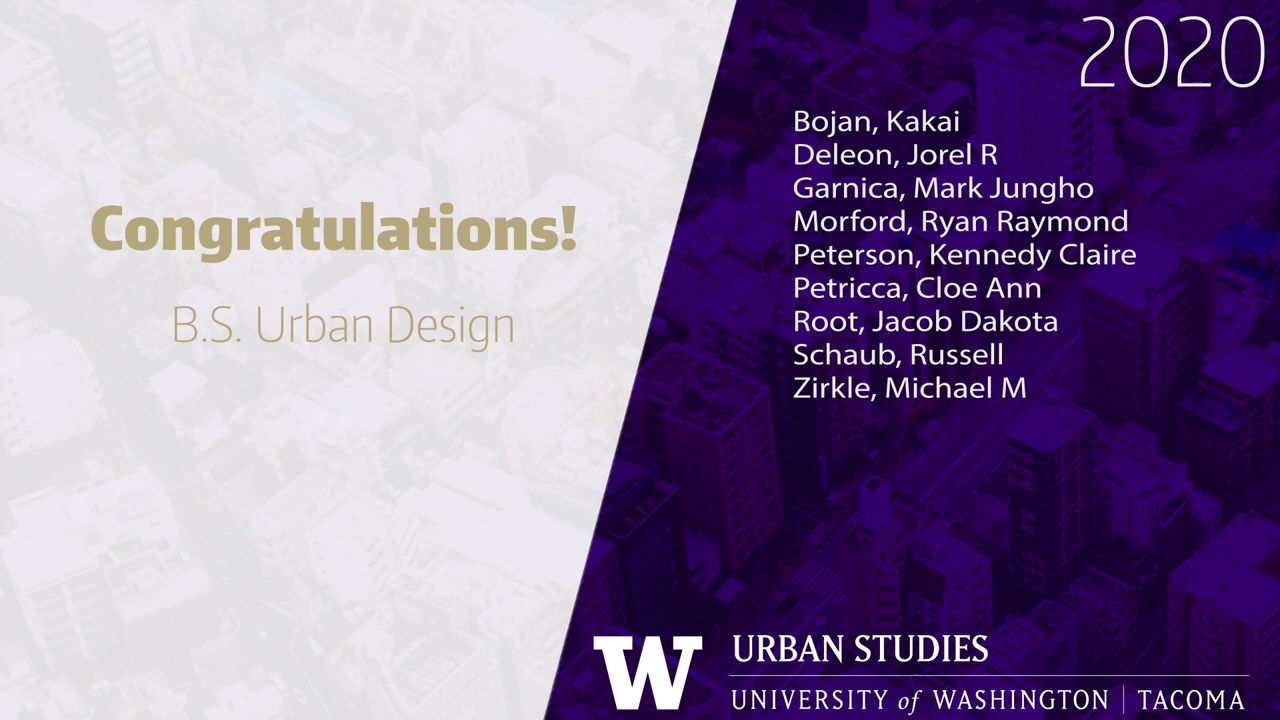 Congratulations!
B.S. Urban Design
2020
Bojan, Kakai
Deleon, Jorel R
Garnica, Mark Jungho
Morford, Ryan Raymond
Peterson, Kennedy Claire
Petricca, Cloe Ann
Root, Jacob Dakota
Schaub, Russell
Zirkle, Michael M
W
URBAN STUDIES
UNIVERSITY of WASHINGTON | TACOMA